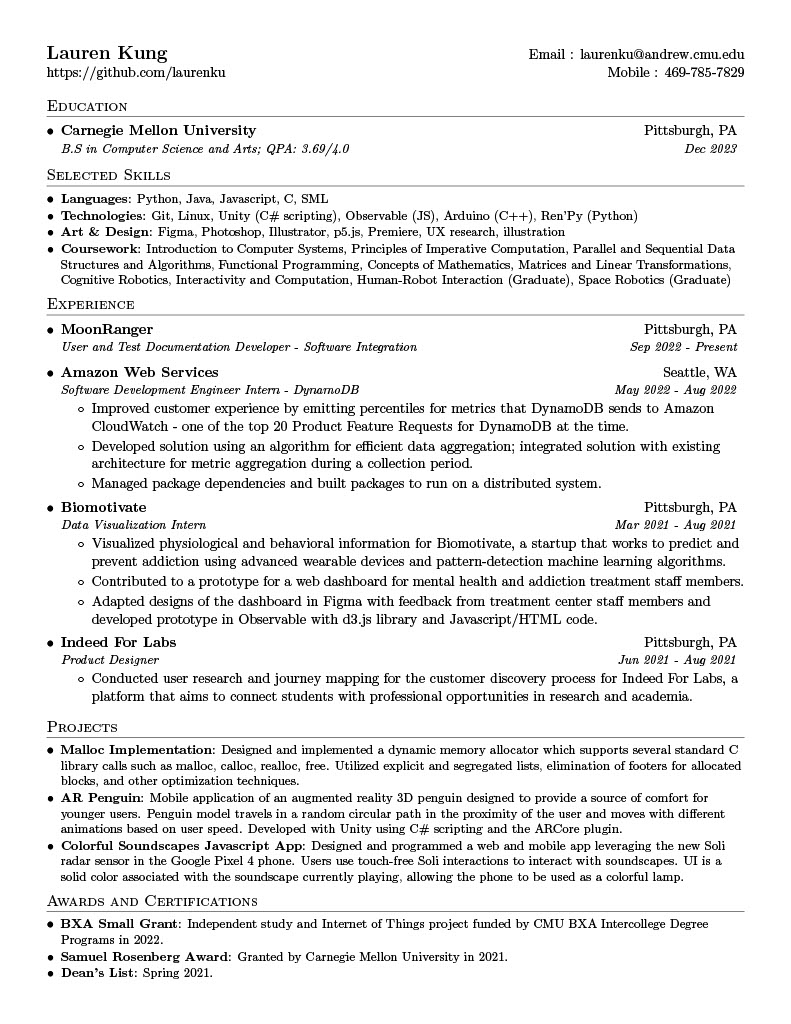 Lauren Kung
Email : laurenku@andrew.cmu.edu
https://github.com/laurenku
Mobile : 469-785-7829
Education
• Carnegie Mellon University
Pittsburgh, PA
B.S in Computer Science and Arts; QPA: 3.69/4.0
Dec 2023
Selected Skills
• Languages: Python, Java, Javascript, C, SML
• Technologies: Git, Linux, Unity (C# scripting), Observable (JS), Arduino (C++), Ren'Py (Python)
• Art & Design: Figma, Photoshop, Illustrator, p5.js, Premiere, UX research, illustration
• Coursework: Introduction to Computer Systems, Principles of Imperative Computation, Parallel and Sequential Data
Structures and Algorithms, Functional Programming, Concepts of Mathematics, Matrices and Linear Transformations,
Cognitive Robotics, Interactivity and Computation, Human-Robot Interaction (Graduate), Space Robotics (Graduate)
Experience
• MoonRanger
Pittsburgh, PA
User and Test Documentation Developer - Software Integration
Sep 2022 - Present
• Amazon Web Services
Seattle, WA
Software Development Engineer Intern - DynamoDB
May 2022 - Aug 2022
◦ Improved customer experience by emitting percentiles for metrics that DynamoDB sends to Amazon
CloudWatch - one of the top 20 Product Feature Requests for DynamoDB at the time.
◦ Developed solution using an algorithm for efficient data aggregation; integrated solution with existing
architecture for metric aggregation during a collection period.
◦ Managed package dependencies and built packages to run on a distributed system.
• Biomotivate
Pittsburgh, PA
Data Visualization Intern
Mar 2021 - Aug 2021
◦ Visualized physiological and behavioral information for Biomotivate, a startup that works to predict and
prevent addiction using advanced wearable devices and pattern-detection machine learning algorithms.
◦ Contributed to a prototype for a web dashboard for mental health and addiction treatment staff members.
◦ Adapted designs of the dashboard in Figma with feedback from treatment center staff members and
developed prototype in Observable with d3.js library and Javascript/HTML code.
• Indeed For Labs
Pittsburgh, PA
Product Designer
Jun 2021 - Aug 2021
◦ Conducted user research and journey mapping for the customer discovery process for Indeed For Labs, a
platform that aims to connect students with professional opportunities in research and academia.
Projects
• Malloc Implementation: Designed and implemented a dynamic memory allocator which supports several standard C
library calls such as malloc, calloc, realloc, free. Utilized explicit and segregated lists, elimination of footers for allocated
blocks, and other optimization techniques.
• AR Penguin: Mobile application of an augmented reality 3D penguin designed to provide a source of comfort for
younger users. Penguin model travels in a random circular path in the proximity of the user and moves with different
animations based on user speed. Developed with Unity using C# scripting and the ARCore plugin.
• Colorful Soundscapes Javascript App: Designed and programmed a web and mobile app leveraging the new Soli
radar sensor in the Google Pixel 4 phone. Users use touch-free Soli interactions to interact with soundscapes. UI is a
solid color associated with the soundscape currently playing, allowing the phone to be used as a colorful lamp.
Awards and Certifications
• BXA Small Grant: Independent study and Internet of Things project funded by CMU BXA Intercollege Degree
Programs in 2022.
• Samuel Rosenberg Award: Granted by Carnegie Mellon University in 2021.
• Dean's List: Spring 2021.